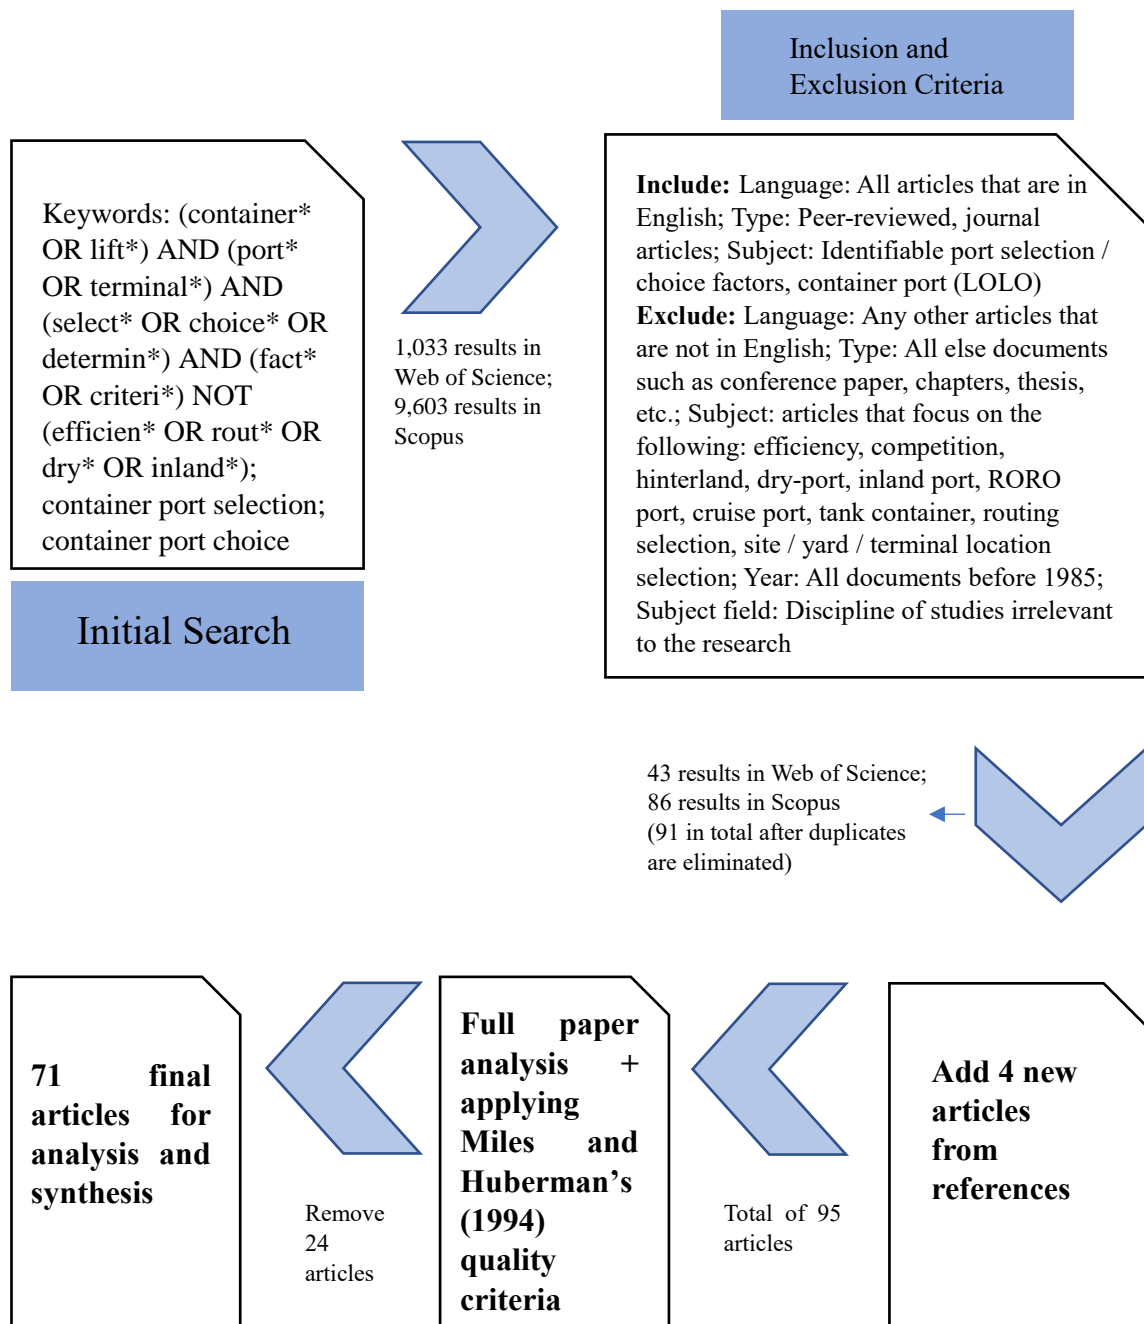 Keywords: (container*
OR lift*) AND (port*
OR terminal*) AND
(select* OR choice* OR
determin*) AND (fact*
OR criteri*) NOT
(efficien* OR rout* OR
dry* OR inland*);
container port selection;
container port choice
Initial Search
1,033 results in
Web of Science;
9,603 results in
Scopus
Inclusion and
Exclusion Criteria
Include: Language: All articles that are in
English; Type: Peer-reviewed, journal
articles; Subject: Identifiable port selection /
choice factors, container port (LOLO)
Exclude: Language: Any other articles that
are not in English; Type: All else documents
such as conference paper, chapters, thesis,
etc.; Subject: articles that focus on the
following: efficiency, competition,
hinterland, dry-port, inland port, RORO
port, cruise port, tank container, routing
selection, site / yard / terminal location
selection; Year: All documents before 1985;
Subject field: Discipline of studies irrelevant
to the research
43 results in Web of Science;
86 results in Scopus
(91 in total after duplicates
are eliminated)
Add 4 new
articles
from
references
Total of 95
articles
Full paper
analysis +
applying
Miles and
Huberman’s
(1994)
quality
criteria
Remove
24
articles
71 final
articles for
analysis and
synthesis